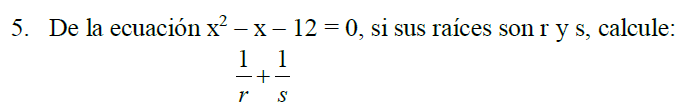 5. De la ecuación x² – x – 12 = 0, si sus raíces son r y s, calcule:
1/r + 1/s